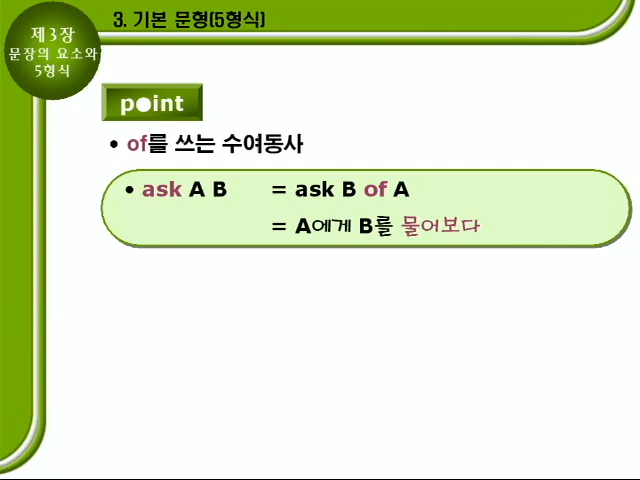 제3장
문장의 요소와
5형식
3. 기본 문형(5형식)
point
• of를 쓰는 수여동사
• ask A B = ask B of A
= A에게 B를 물어보다